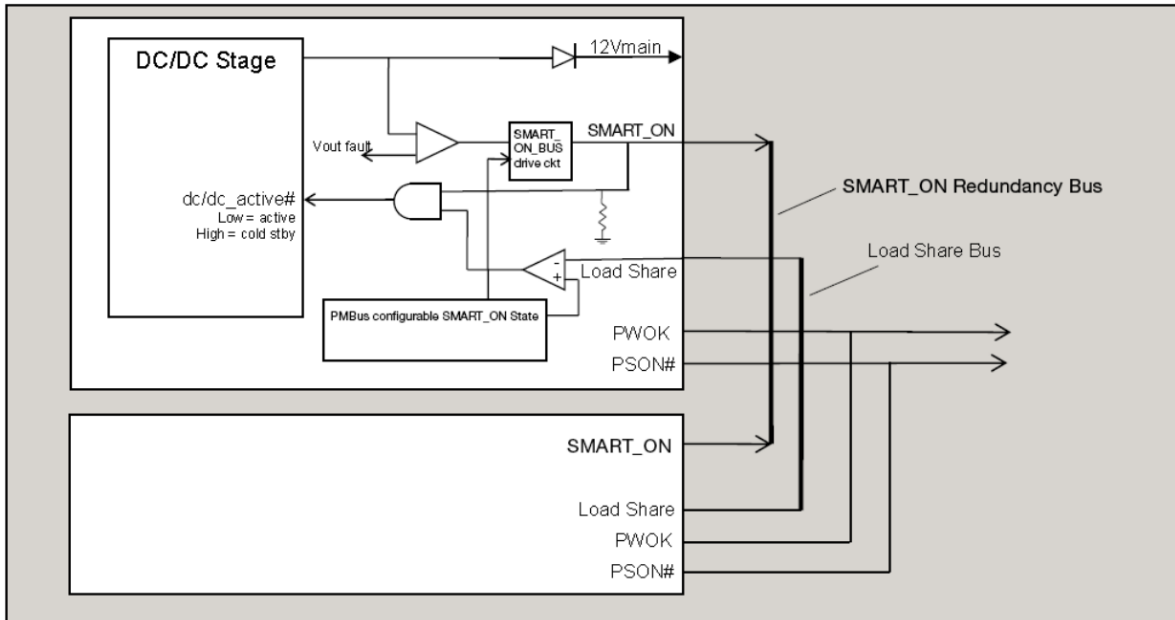 DC/DC Stage
12Vmain
SMART_
ON_BUS
drive ckt
SMART_ON
Vout fault
dc/dc_active#
Low = active
High = cold stby
SMART_ON Redundancy Bus
Load Share Bus
-
+
Load Share
PMBus configurable SMART_ON State
PWOK
PSON#
SMART_ON
Load Share
PWOK
PSON#